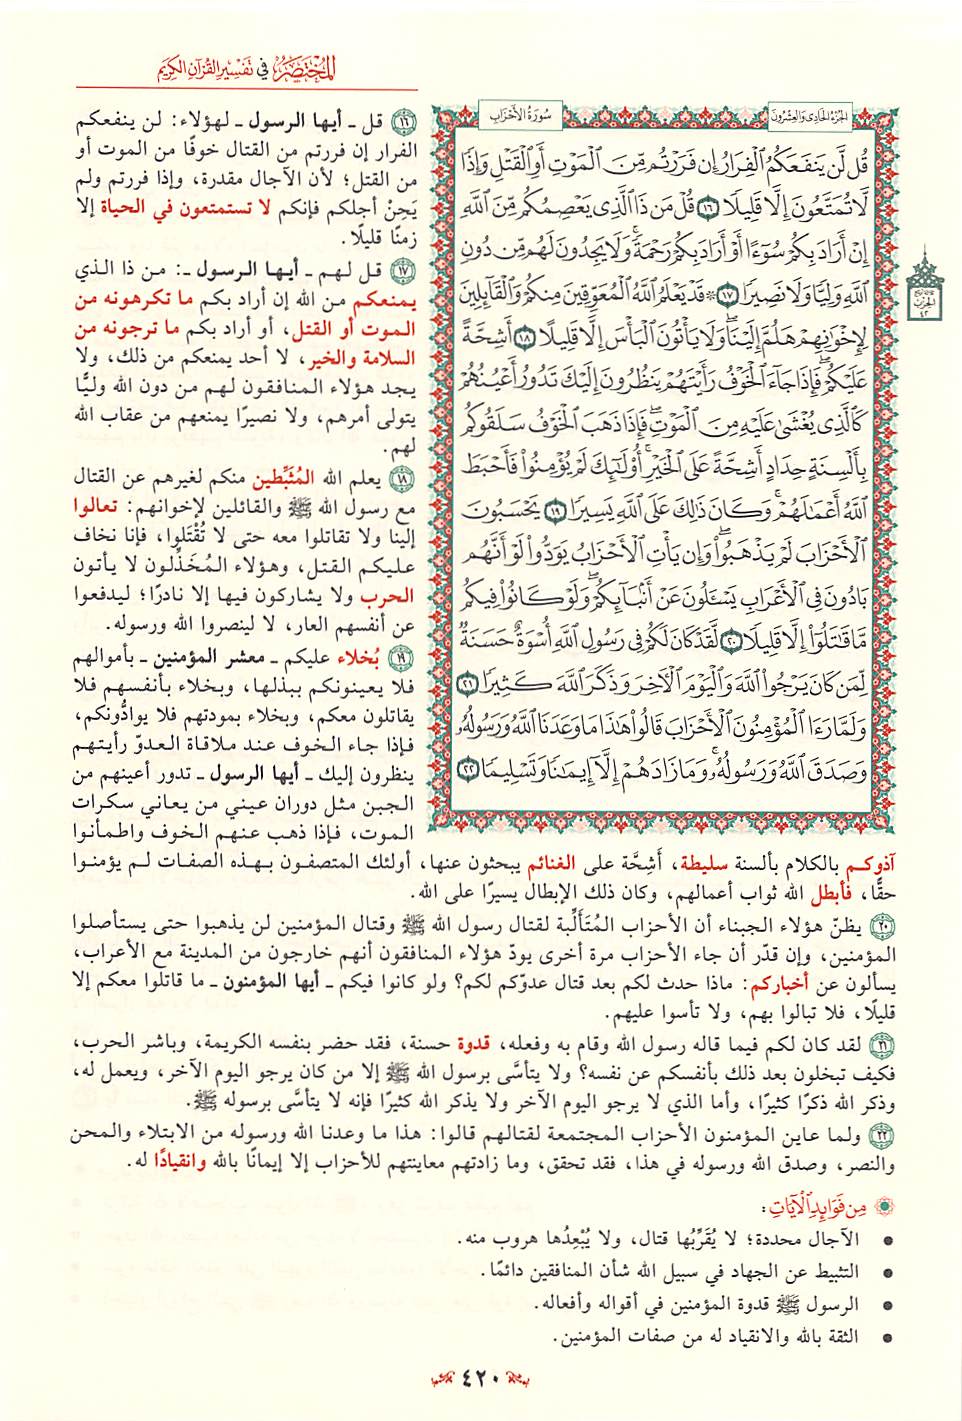 المختصر في تفسير القرآن الكريم
الجزء الحادي والعشرون
سورة الأحزاب
قُل لَّن يَنفَعَكُمُ ٱلْفِرَارُ إِن فَرَرْتُم مِّنَ ٱلْمَوْتِ أَوِ ٱلْقَتْلِ وَإِذًا
لَّا تُمَتَّعُونَ إِلَّا قَلِيلًا ١٦ قُلْ مَن ذَا ٱلَّذِى يَعْصِمُكُم مِّنَ ٱللَّهِ
إِنْ أَرَادَ بِكُمْ سُوٓءًا أَوْ أَرَادَ بِكُمْ رَحْمَةً ۚ وَلَا يَجِدُونَ لَهُم مِّن دُونِ
ٱللَّهِ وَلِيًّا وَلَا نَصِيرًا ١٧ ۞ قَدْ يَعْلَمُ ٱللَّهُ ٱلْمُعَوِّقِينَ مِنكُمْ وَٱلْقَآئِلِينَ
لِإِخْوَٰنِهِمْ هَلُمَّ إِلَيْنَا ۖ وَلَا يَأْتُونَ ٱلْبَأْسَ إِلَّا قَلِيلًا ١٨ أَشِحَّةً
عَلَيْكُمْ ۖ فَإِذَا جَآءَ ٱلْخَوْفُ رَأَيْتَهُمْ يَنظُرُونَ إِلَيْكَ تَدُورُ أَعْيُنُهُمْ
كَٱلَّذِى يُغْشَىٰ عَلَيْهِ مِنَ ٱلْمَوْتِ ۖ فَإِذَا ذَهَبَ ٱلْخَوْفُ سَلَقُوكُم
بِأَلْسِنَةٍ حِدَادٍ أَشِحَّةً عَلَى ٱلْخَيْرِ ۚ أُو۟لَٰٓئِكَ لَمْ يُؤْمِنُوا۟ فَأَحْبَطَ
ٱللَّهُ أَعْمَٰلَهُمْ ۚ وَكَانَ ذَٰلِكَ عَلَى ٱللَّهِ يَسِيرًا ١٩ يَحْسَبُونَ
ٱلْأَحْزَابَ لَمْ يَذْهَبُوا۟ ۖ وَإِن يَأْتِ ٱلْأَحْزَابُ يَوَدُّوا۟ لَوْ أَنَّهُم
بَادُونَ فِى ٱلْأَعْرَابِ يَسْـَٔلُونَ عَنْ أَنۢبَآئِكُمْ ۖ وَلَوْ كَانُوا۟ فِيكُم
مَّا قَٰتَلُوٓا۟ إِلَّا قَلِيلًا ٢٠ لَّقَدْ كَانَ لَكُمْ فِى رَسُولِ ٱللَّهِ أُسْوَةٌ حَسَنَةٌ
لِّمَن كَانَ يَرْجُوا۟ ٱللَّهَ وَٱلْيَوْمَ ٱلْءَاخِرَ وَذَكَرَ ٱللَّهَ كَثِيرًا ٢١
وَلَمَّا رَءَا ٱلْمُؤْمِنُونَ ٱلْأَحْزَابَ قَالُوا۟ هَٰذَا مَا وَعَدَنَا ٱللَّهُ وَرَسُولُهُۥ
وَصَدَقَ ٱللَّهُ وَرَسُولُهُۥ ۚ وَمَا زَادَهُمْ إِلَّآ إِيمَٰنًا وَتَسْلِيمًا ٢٢
الحزب
٤٣
١٦ قل ـ أيها الرسول ـ لهؤلاء: لن ينفعكم
الفرار إن فررتم من القتال خوفًا من الموت أو
من القتل؛ لأن الآجال مقدرة، وإذا فررتم ولم
يَحِنْ أجلكم فإنكم لا تستمتعون في الحياة إلا
زمنًا قليلًا.
١٧ قل لهم ـ أيها الرسول ـ: من ذا الذي
يمنعكم من الله إن أراد بكم ما تكرهونه من
الموت أو القتل، أو أراد بكم ما ترجونه من
السلامة والخير، لا أحد يمنعكم من ذلك، ولا
يجد هؤلاء المنافقون لهم من دون الله وليًّا
يتولى أمرهم، ولا نصيرًا يمنعهم من عقاب الله
لهم.
١٨ يعلم الله المُثَبِّطين منكم لغيرهم عن القتال
مع رسول الله ﷺ والقائلين لإخوانهم: تعالوا
إلينا ولا تقاتلوا معه حتى لا تُقْتَلوا، فإنا نخاف
عليكم القتل، وهؤلاء المُخَذِّلون لا يأتون
الحرب ولا يشاركون فيها إلا نادرًا؛ ليدفعوا
عن أنفسهم العار، لا لينصروا الله ورسوله.
١٩ بُخلاء عليكم ـ معشر المؤمنين ـ بأموالهم
فلا يعينونكم ببذلها، وبخلاء بأنفسهم فلا
يقاتلون معكم، وبخلاء بمودتهم فلا يوادُّونكم،
فإذا جاء الخوف عند ملاقاة العدوّ رأيتهم
ينظرون إليك ـ أيها الرسول ـ تدور أعينهم من
الجبن مثل دوران عيني من يعاني سكرات
الموت، فإذا ذهب عنهم الخوف واطمأنوا
آذوكم بالكلام بألسنة سليطة، أَشِحَّة على الغنائم يبحثون عنها، أولئك المتصفون بهذه الصفات لم يؤمنوا
حقًّا، فأبطل الله ثواب أعمالهم، وكان ذلك الإبطال يسيرًا على الله.
٢٠ يظنّ هؤلاء الجبناء أن الأحزاب المُتَأَلِّبة لقتال رسول الله ﷺ وقتال المؤمنين لن يذهبوا حتى يستأصلوا
المؤمنين، وإن قدّر أن جاء الأحزاب مرة أخرى يودّ هؤلاء المنافقون أنهم خارجون من المدينة مع الأعراب،
يسألون عن أخباركم: ماذا حدث لكم بعد قتال عدوّكم لكم؟ ولو كانوا فيكم ـ أيها المؤمنون ـ ما قاتلوا معكم إلا
قليلًا، فلا تبالوا بهم، ولا تأسوا عليهم.
٢١ لقد كان لكم فيما قاله رسول الله وقام به وفعله، قدوة حسنة، فقد حضر بنفسه الكريمة، وباشر الحرب،
فكيف تبخلون بعد ذلك بأنفسكم عن نفسه؟ ولا يتأسَّى برسول الله ﷺ إلا من كان يرجو اليوم الآخر، ويعمل له،
وذكر الله ذكرًا كثيرًا، وأما الذي لا يرجو اليوم الآخر ولا يذكر الله كثيرًا فإنه لا يتأسَّى برسوله ﷺ.
٢٢ ولما عاين المؤمنون الأحزاب المجتمعة لقتالهم قالوا: هذا ما وعدنا الله ورسوله من الابتلاء والمحن
والنصر، وصدق الله ورسوله في هذا، فقد تحقق، وما زادتهم معاينتهم للأحزاب إلا إيمانًا بالله وانقيادًا له.
من فوائد الآيات:
• الآجال محددة؛ لا يُقَرِّبُها قتال، ولا يُبْعِدُها هروب منه.
• التثبيط عن الجهاد في سبيل الله شأن المنافقين دائمًا.
• الرسول ﷺ قدوة المؤمنين في أقواله وأفعاله.
• الثقة بالله والانقياد له من صفات المؤمنين.
٤٢٠